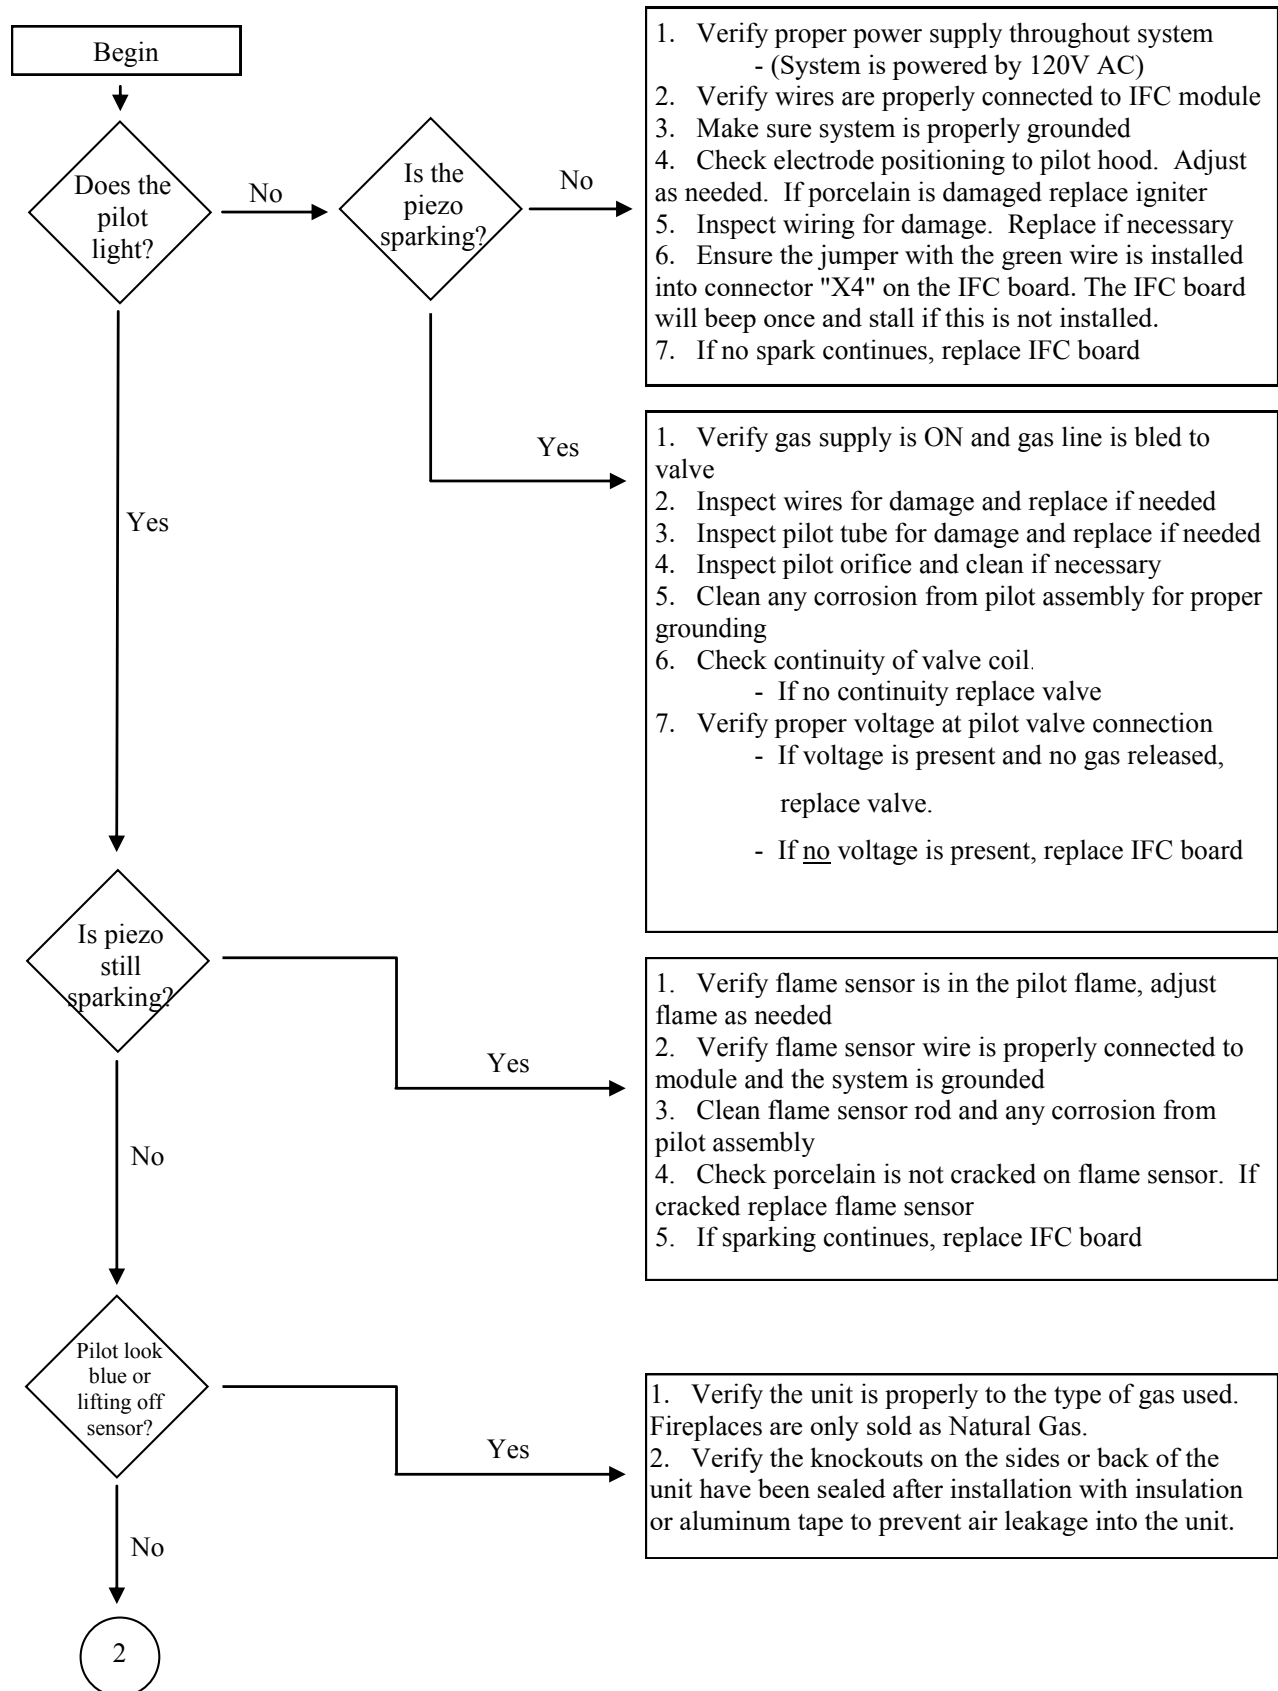 Begin
Does the
pilot
light?
No
Is the
piezo
sparking?
No
1. Verify proper power supply throughout system
- (System is powered by 120V AC)
2. Verify wires are properly connected to IFC module
3. Make sure system is properly grounded
4. Check electrode positioning to pilot hood. Adjust
as needed. If porcelain is damaged replace igniter
5. Inspect wiring for damage. Replace if necessary
6. Ensure the jumper with the green wire is installed
into connector "X4" on the IFC board. The IFC board
will beep once and stall if this is not installed.
7. If no spark continues, replace IFC board
Yes
1. Verify gas supply is ON and gas line is bled to
valve
2. Inspect wires for damage and replace if needed
3. Inspect pilot tube for damage and replace if needed
4. Inspect pilot orifice and clean if necessary
5. Clean any corrosion from pilot assembly for proper
grounding
6. Check continuity of valve coil.
- If no continuity replace valve
7. Verify proper voltage at pilot valve connection
- If voltage is present and no gas released,
replace valve.
- If no voltage is present, replace IFC board
Yes
Is piezo
still
sparking?
Yes
1. Verify flame sensor is in the pilot flame, adjust
flame as needed
2. Verify flame sensor wire is properly connected to
module and the system is grounded
3. Clean flame sensor rod and any corrosion from
pilot assembly
4. Check porcelain is not cracked on flame sensor. If
cracked replace flame sensor
5. If sparking continues, replace IFC board
No
Pilot look
blue or
lifting off
sensor?
Yes
1. Verify the unit is properly to the type of gas used.
Fireplaces are only sold as Natural Gas.
2. Verify the knockouts on the sides or back of the
unit have been sealed after installation with insulation
or aluminum tape to prevent air leakage into the unit.
No
2